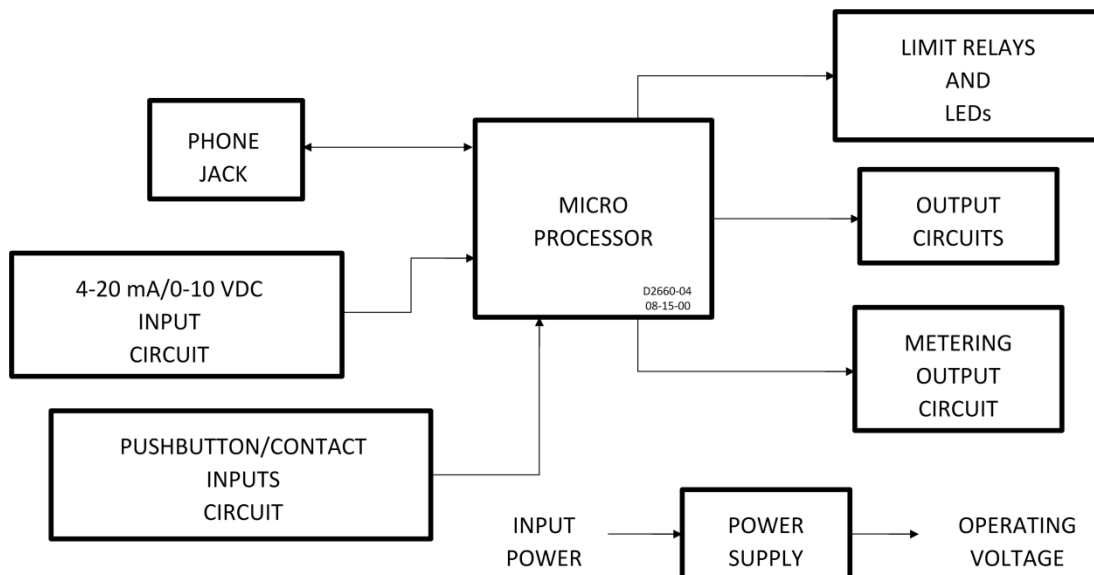 LIMIT RELAYS
AND
LEDs
PHONE
JACK
MICRO
PROCESSOR
D2660-04
08-15-00
OUTPUT
CIRCUITS
4-20 mA/0-10 VDC
INPUT
CIRCUIT
METERING
OUTPUT
CIRCUIT
PUSHBUTTON/CONTACT
INPUTS
CIRCUIT
INPUT
POWER
POWER
SUPPLY
OPERATING
VOLTAGE